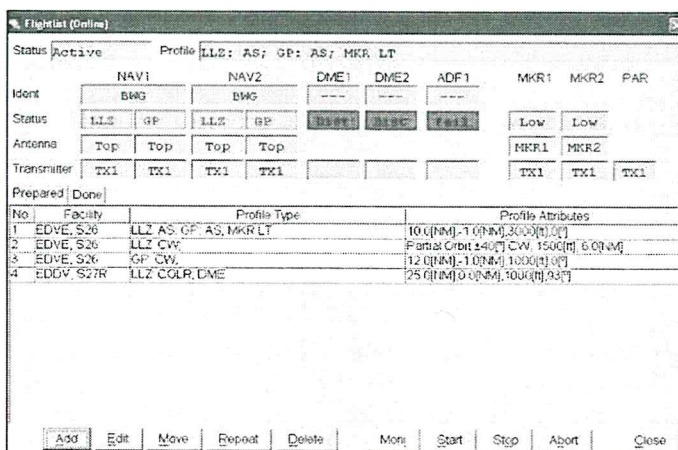 Flightlist (Online)
Status Active Profile LLZ: AS; GP: AS; MKR LT
NAV1 NAV2 DME1 DME2 ADF1 MKR1 MKR2 PAR
Ident BWG BWG --- --- ---
Status LLZ GP LLZ GP Disc Disc Fail Low Low
Antenna Top Top Top Top MKR1 MKR2
Transmitter TX1 TX1 TX1 TX1 TX1 TX1 TX1
Prepared Done
No Facility Profile Type Profile Attributes
1 EDVE, S26 LLZ AS, GP: AS, MKR LT 10.0[NM],-1.0[NM],3000[ft],0[°]
2 EDVE, S26 LLZ CW, Partial Orbit ±40[°] CW, 1500[ft], 6.0[NM]
3 EDVE, S26 GP CW, 12.0[NM],-1.0[NM],1000[ft],0[°]
4 EDDV, S27R LLZ COLR, DME 25.0[NM],0.0[NM],1000[ft],93[°]
Add Edit Move Repeat Delete Moni Start Stop Abort Close